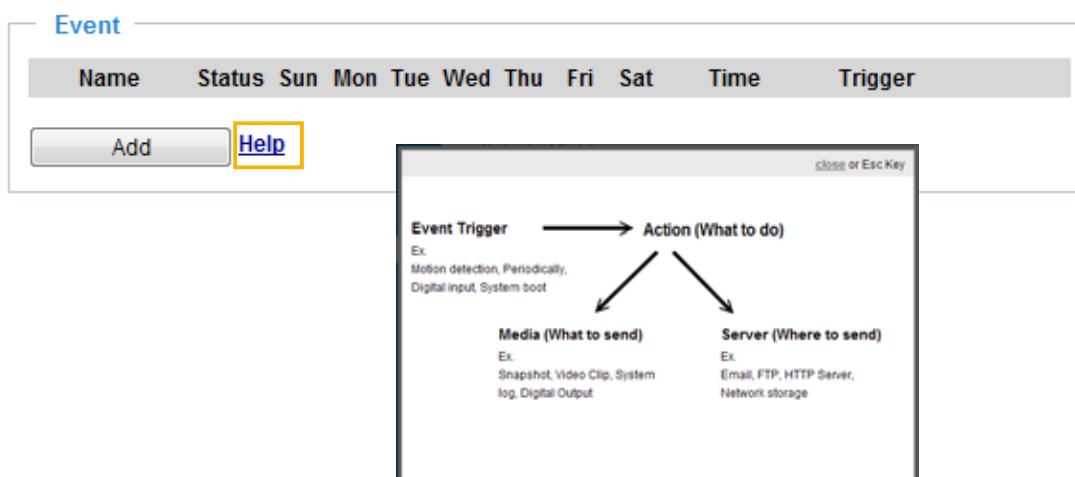 Event
Name Status Sun Mon Tue Wed Thu Fri Sat Time Trigger
Add Help
close or Esc Key
Event Trigger Action (What to do)
Ex.
Motion detection, Periodically,
Digital input, System boot
Media (What to send) Server (Where to send)
Ex. Ex.
Snapshot, Video Clip, System Email, FTP, HTTP Server,
log, Digital Output Network storage